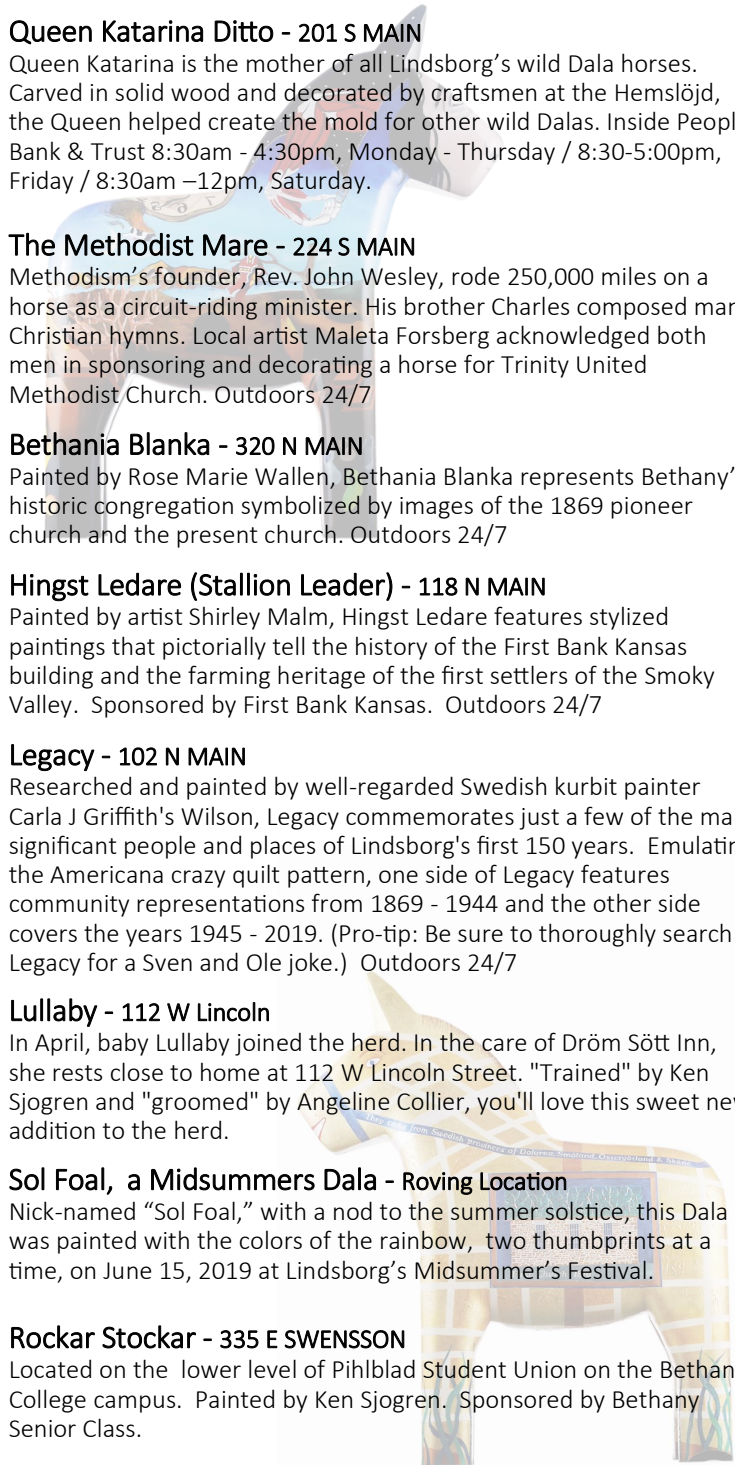 Queen Katarina Ditto - 201 S MAIN
Queen Katarina is the mother of all Lindsborg’s wild Dala horses.
Carved in solid wood and decorated by craftsmen at the Hemslöjd,
the Queen helped create the mold for other wild Dalas. Inside Peopl
Bank & Trust 8:30am - 4:30pm, Monday - Thursday / 8:30-5:00pm,
Friday / 8:30am –12pm, Saturday.
The Methodist Mare - 224 S MAIN
Methodism’s founder, Rev. John Wesley, rode 250,000 miles on a
horse as a circuit-riding minister. His brother Charles composed mar
Christian hymns. Local artist Maleta Forsberg acknowledged both
men in sponsoring and decorating a horse for Trinity United
Methodist Church. Outdoors 24/7
Bethania Blanka - 320 N MAIN
Painted by Rose Marie Wallen, Bethania Blanka represents Bethany’
historic congregation symbolized by images of the 1869 pioneer
church and the present church. Outdoors 24/7
Hingst Ledare (Stallion Leader) - 118 N MAIN
Painted by artist Shirley Malm, Hingst Ledare features stylized
paintings that pictorially tell the history of the First Bank Kansas
building and the farming heritage of the first settlers of the Smoky
Valley.  Sponsored by First Bank Kansas.  Outdoors 24/7
Legacy - 102 N MAIN
Researched and painted by well-regarded Swedish kurbit painter
Carla J Griffith's Wilson, Legacy commemorates just a few of the ma
significant people and places of Lindsborg's first 150 years.  Emulatin
the Americana crazy quilt pattern, one side of Legacy features
community representations from 1869 - 1944 and the other side
covers the years 1945 - 2019. (Pro-tip: Be sure to thoroughly search
Legacy for a Sven and Ole joke.)  Outdoors 24/7
Lullaby - 112 W Lincoln
In April, baby Lullaby joined the herd. In the care of Dröm Sött Inn,
she rests close to home at 112 W Lincoln Street. "Trained" by Ken
Sjogren and "groomed" by Angeline Collier, you'll love this sweet ne
addition to the herd.
They came from Swedish provinces of Dalarna, Småland,
Sol Foal,  a Midsummers Dala - Roving Location
Nick-named “Sol Foal,” with a nod to the summer solstice, this Dala
was painted with the colors of the rainbow,  two thumbprints at a
time, on June 15, 2019 at Lindsborg’s Midsummer’s Festival.
Rockar Stockar - 335 E SWENSSON
Located on the  lower level of Pihlblad Student Union on the Bethan
College campus.  Painted by Ken Sjogren.  Sponsored by Bethany
Senior Class.